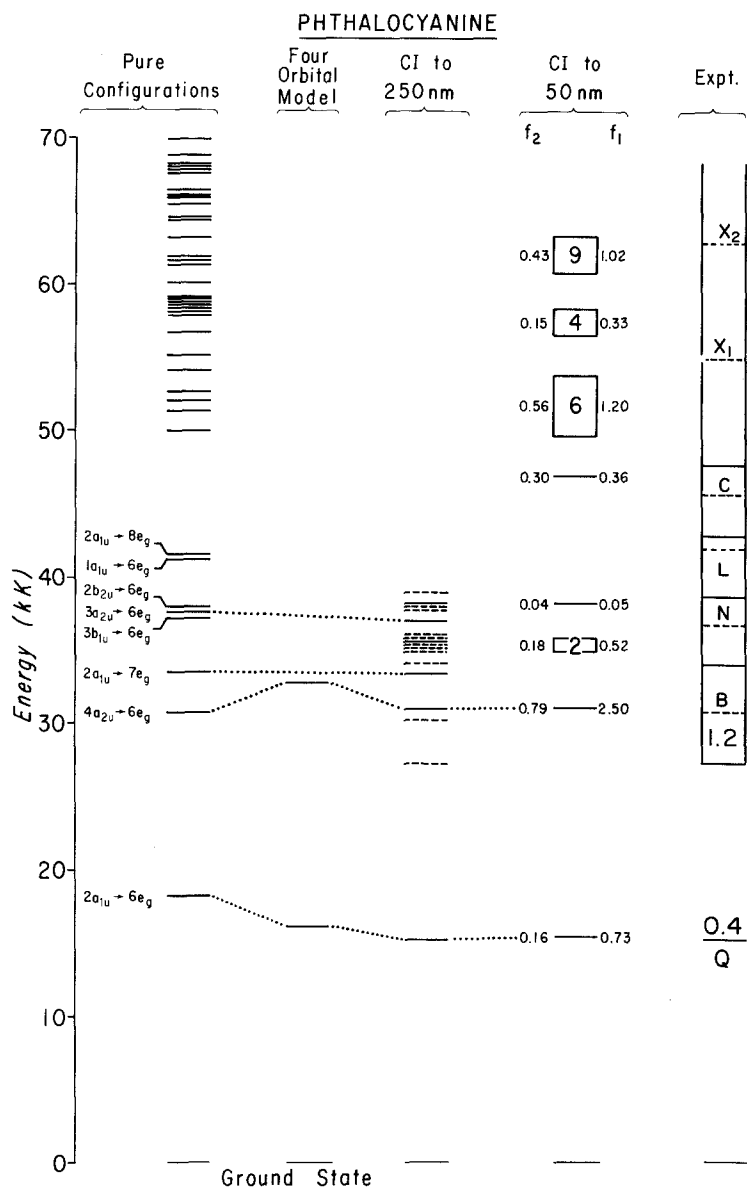 PHTHALOCYANINE
Pure Configurations
Four Orbital Model
CI to 250 nm
CI to 50 nm
Expt.
f2 f1
70
60
50
40
30
20
10
0
Energy (kK)
2a1u → 8eg
1a1u → 6eg
2b2u → 6eg
3a2u → 6eg
3b1u → 6eg
2a1u → 7eg
4a2u → 6eg
2a1u → 6eg
0.43 9 1.02
0.15 4 0.33
0.56 6 1.20
0.30 0.36
0.04 0.05
0.18 2 0.52
0.79 2.50
0.16 0.73
X2
X1
C
L
N
B
1.2
0.4
Q
Ground State